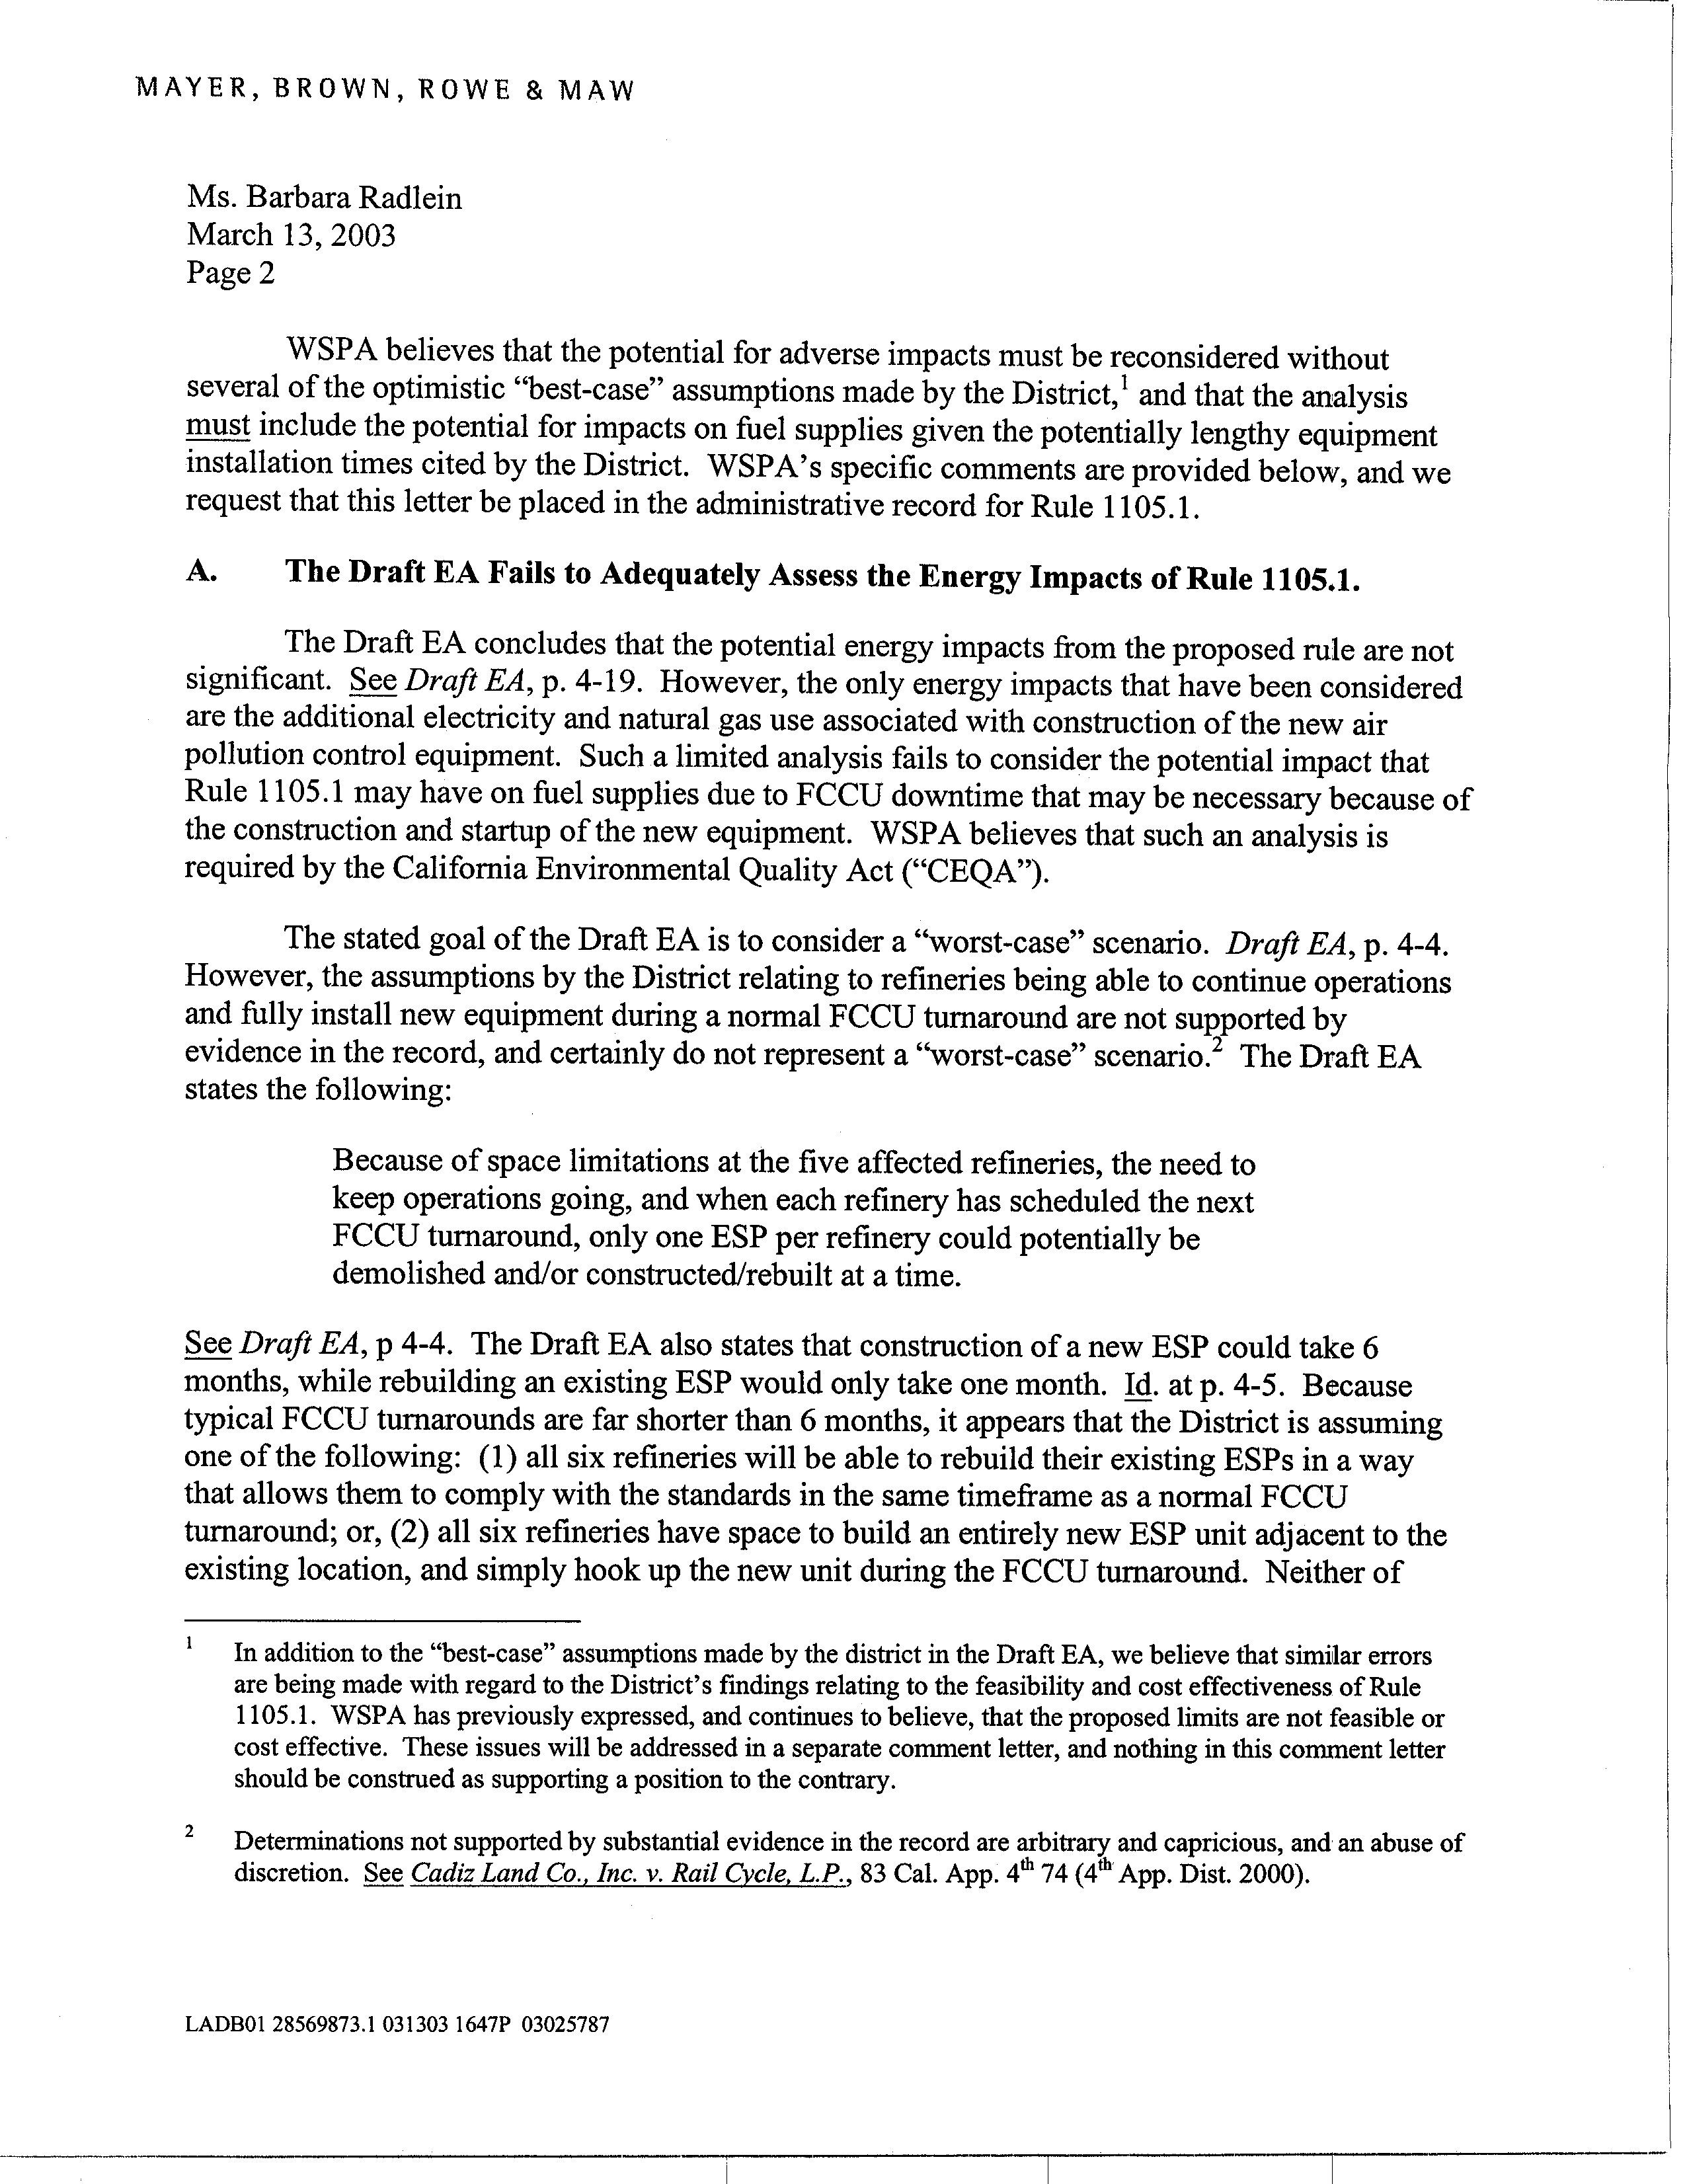 MAYER, BROWN, ROWE & MAW
Ms. Barbara Radlein
March 13, 2003
Page 2
WSPA believes that the potential for adverse impacts must be reconsidered without
several of the optimistic “best-case” assumptions made by the District,1 and that the analysis
must include the potential for impacts on fuel supplies given the potentially lengthy equipment
installation times cited by the District. WSPA’s specific comments are provided below, and we
request that this letter be placed in the administrative record for Rule 1105.1.
A. The Draft EA Fails to Adequately Assess the Energy Impacts of Rule 1105.1.
The Draft EA concludes that the potential energy impacts from the proposed rule are not
significant. See Draft EA, p. 4-19. However, the only energy impacts that have been considered
are the additional electricity and natural gas use associated with construction of the new air
pollution control equipment. Such a limited analysis fails to consider the potential impact that
Rule 1105.1 may have on fuel supplies due to FCCU downtime that may be necessary because of
the construction and startup of the new equipment. WSPA believes that such an analysis is
required by the California Environmental Quality Act (“CEQA”).
The stated goal of the Draft EA is to consider a “worst-case” scenario. Draft EA, p. 4-4.
However, the assumptions by the District relating to refineries being able to continue operations
and fully install new equipment during a normal FCCU turnaround are not supported by
evidence in the record, and certainly do not represent a “worst-case” scenario.2 The Draft EA
states the following:
Because of space limitations at the five affected refineries, the need to
keep operations going, and when each refinery has scheduled the next
FCCU turnaround, only one ESP per refinery could potentially be
demolished and/or constructed/rebuilt at a time.
See Draft EA, p 4-4. The Draft EA also states that construction of a new ESP could take 6
months, while rebuilding an existing ESP would only take one month. Id. at p. 4-5. Because
typical FCCU turnarounds are far shorter than 6 months, it appears that the District is assuming
one of the following: (1) all six refineries will be able to rebuild their existing ESPs in a way
that allows them to comply with the standards in the same timeframe as a normal FCCU
turnaround; or, (2) all six refineries have space to build an entirely new ESP unit adjacent to the
existing location, and simply hook up the new unit during the FCCU turnaround. Neither of
1 In addition to the “best-case” assumptions made by the district in the Draft EA, we believe that similar errors
are being made with regard to the District’s findings relating to the feasibility and cost effectiveness of Rule
1105.1. WSPA has previously expressed, and continues to believe, that the proposed limits are not feasible or
cost effective. These issues will be addressed in a separate comment letter, and nothing in this comment letter
should be construed as supporting a position to the contrary.
2 Determinations not supported by substantial evidence in the record are arbitrary and capricious, and an abuse of
discretion. See Cadiz Land Co., Inc. v. Rail Cycle, L.P., 83 Cal. App. 4th 74 (4th App. Dist. 2000).
LADB01 28569873.1 031303 1647P 03025787